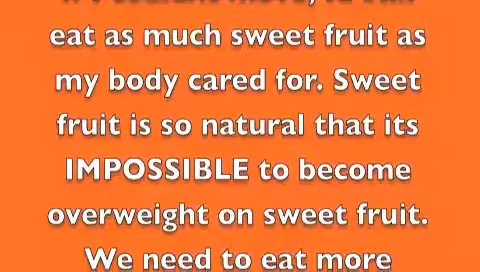 eat as much sweet fruit as
my body cared for. Sweet
fruit is so natural that its
IMPOSSIBLE to become
overweight on sweet fruit.
We need to eat more